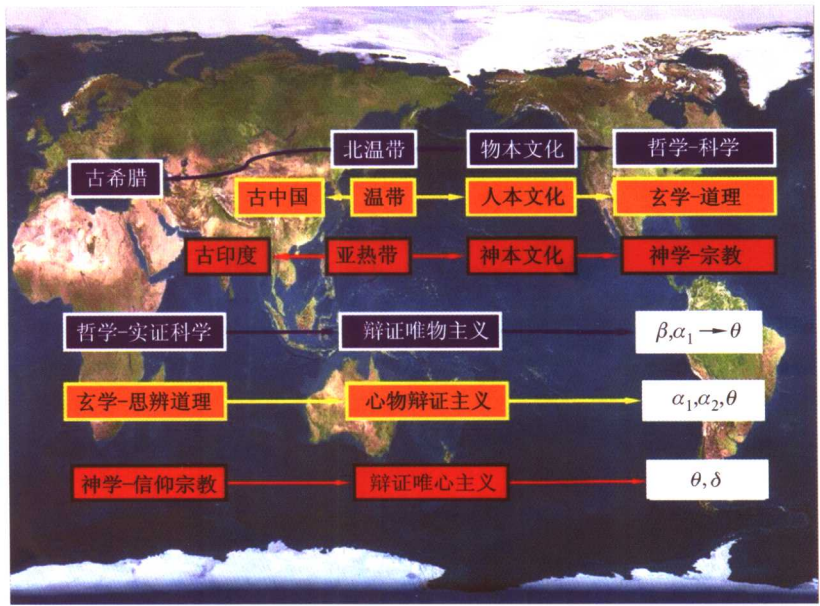 古希腊 北温带 物本文化 哲学-科学
古中国 温带 人本文化 玄学-道理
古印度 亚热带 神本文化 神学-宗教
哲学-实证科学 辩证唯物主义 β,α₁→θ
玄学-思辨道理 心物辩证主义 α₁,α₂,θ
神学-信仰宗教 辩证唯心主义 θ,δ